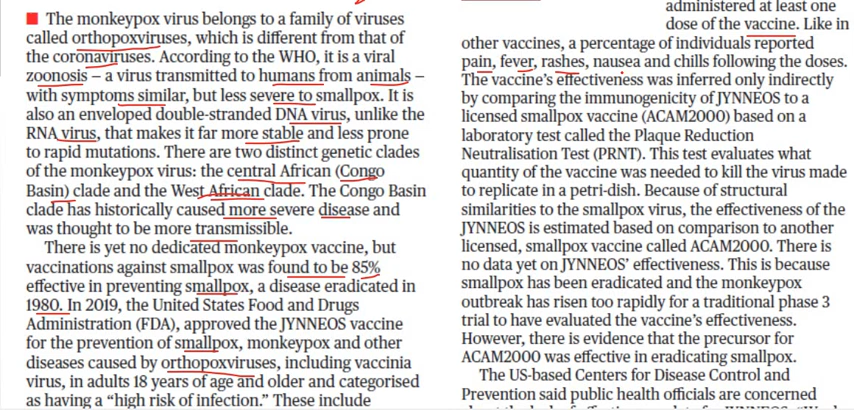 The monkeypox virus belongs to a family of viruses
called orthopoxviruses, which is different from that of
the coronaviruses. According to the WHO, it is a viral
zoonosis – a virus transmitted to humans from animals –
with symptoms similar, but less severe to smallpox. It is
also an enveloped double-stranded DNA virus, unlike the
RNA virus, that makes it far more stable and less prone
to rapid mutations. There are two distinct genetic clades
of the monkeypox virus: the central African (Congo
Basin) clade and the West African clade. The Congo Basin
clade has historically caused more severe disease and
was thought to be more transmissible.
There is yet no dedicated monkeypox vaccine, but
vaccinations against smallpox was found to be 85%
effective in preventing smallpox, a disease eradicated in
1980. In 2019, the United States Food and Drugs
Administration (FDA), approved the JYNNEOS vaccine
for the prevention of smallpox, monkeypox and other
diseases caused by orthopoxviruses, including vaccinia
virus, in adults 18 years of age and older and categorised
as having a “high risk of infection.” These include
administered at least one
dose of the vaccine. Like in
other vaccines, a percentage of individuals reported
pain, fever, rashes, nausea and chills following the doses.
The vaccine’s effectiveness was inferred only indirectly
by comparing the immunogenicity of JYNNEOS to a
licensed smallpox vaccine (ACAM2000) based on a
laboratory test called the Plaque Reduction
Neutralisation Test (PRNT). This test evaluates what
quantity of the vaccine was needed to kill the virus made
to replicate in a petri-dish. Because of structural
similarities to the smallpox virus, the effectiveness of the
JYNNEOS is estimated based on comparison to another
licensed, smallpox vaccine called ACAM2000. There is
no data yet on JYNNEOS’ effectiveness. This is because
smallpox has been eradicated and the monkeypox
outbreak has risen too rapidly for a traditional phase 3
trial to have evaluated the vaccine’s effectiveness.
However, there is evidence that the precursor for
ACAM2000 was effective in eradicating smallpox.
The US-based Centers for Disease Control and
Prevention said public health officials are concerned